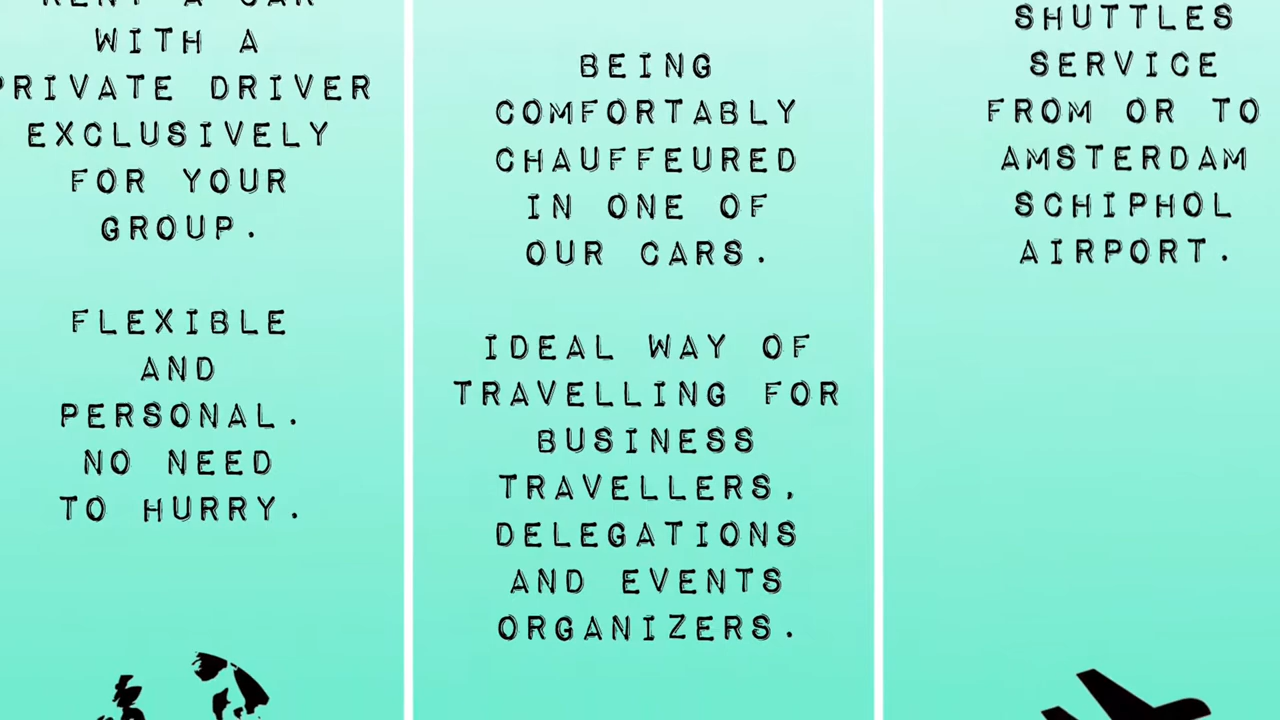 RENT A CAR
WITH A
PRIVATE DRIVER
EXCLUSIVELY
FOR YOUR
GROUP.
FLEXIBLE
AND
PERSONAL.
NO NEED
TO HURRY.
BEING
COMFORTABLY
CHAUFFEURED
IN ONE OF
OUR CARS.
IDEAL WAY OF
TRAVELLING FOR
BUSINESS
TRAVELLERS,
DELEGATIONS
AND EVENTS
ORGANIZERS.
SHUTTLES
SERVICE
FROM OR TO
AMSTERDAM
SCHIPHOL
AIRPORT.